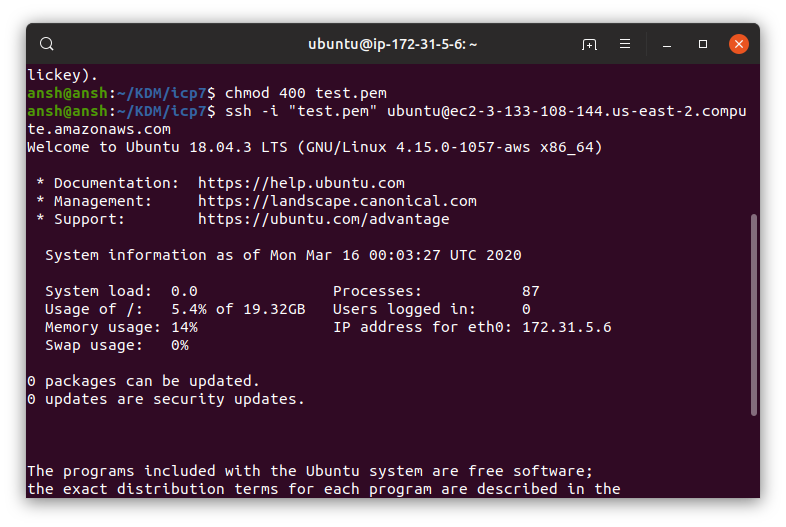 ubuntu@ip-172-31-5-6: ~
lickey).
ansh@ansh:~/KDM/icp7$ chmod 400 test.pem
ansh@ansh:~/KDM/icp7$ ssh -i "test.pem" ubuntu@ec2-3-133-108-144.us-east-2.compu
te.amazonaws.com
Welcome to Ubuntu 18.04.3 LTS (GNU/Linux 4.15.0-1057-aws x86_64)

 * Documentation:  https://help.ubuntu.com
 * Management:     https://landscape.canonical.com
 * Support:        https://ubuntu.com/advantage

  System information as of Mon Mar 16 00:03:27 UTC 2020

  System load:  0.0               Processes:           87
  Usage of /:   5.4% of 19.32GB   Users logged in:     0
  Memory usage: 14%               IP address for eth0: 172.31.5.6
  Swap usage:   0%

0 packages can be updated.
0 updates are security updates.

The programs included with the Ubuntu system are free software;
the exact distribution terms for each program are described in the